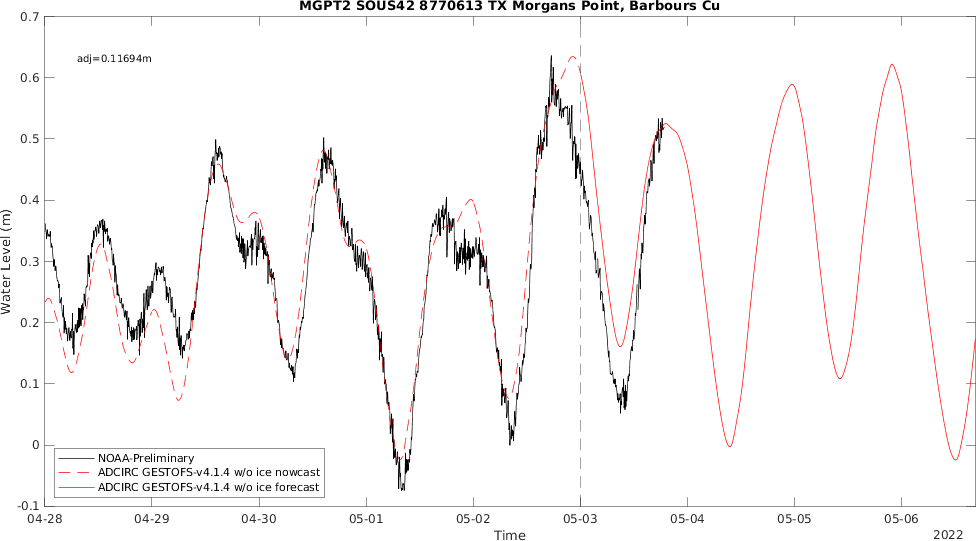 MGPT2 SOUS42 8770613 TX Morgans Point, Barbours Cu
adj=0.11694m
Water Level (m)
0.7
0.6
0.5
0.4
0.3
0.2
0.1
0
-0.1
NOAA-Preliminary
ADCIRC GESTOFS-v4.1.4 w/o ice nowcast
ADCIRC GESTOFS-v4.1.4 w/o ice forecast
04-28 04-29 04-30 05-01 05-02 05-03 05-04 05-05 05-06
Time
2022